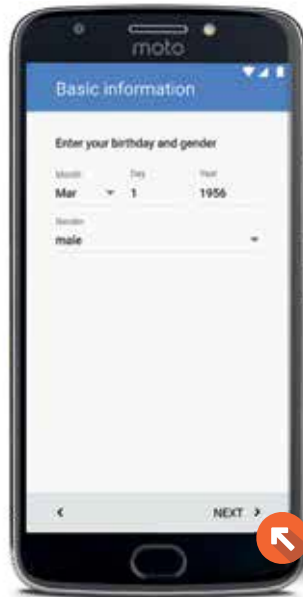 moto
Basic information
Enter your birthday and gender
Month Day Year
Mar 1 1956
Gender
male
NEXT